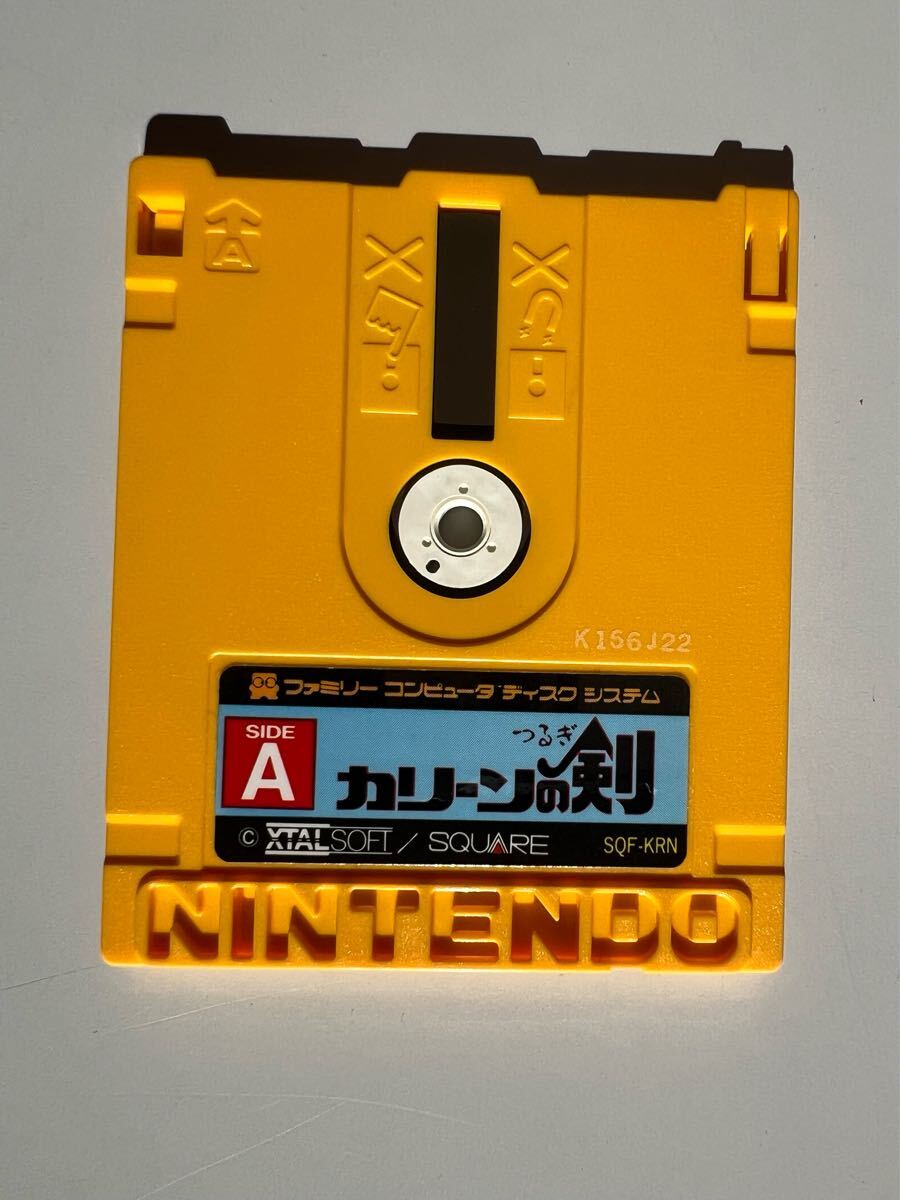 A
K156J22
ファミリー コンピュータ ディスク システム
SIDE
A
つるぎ
カリーンの剣
© XTALSOFT / SQUARE SQF-KRN
NINTENDO